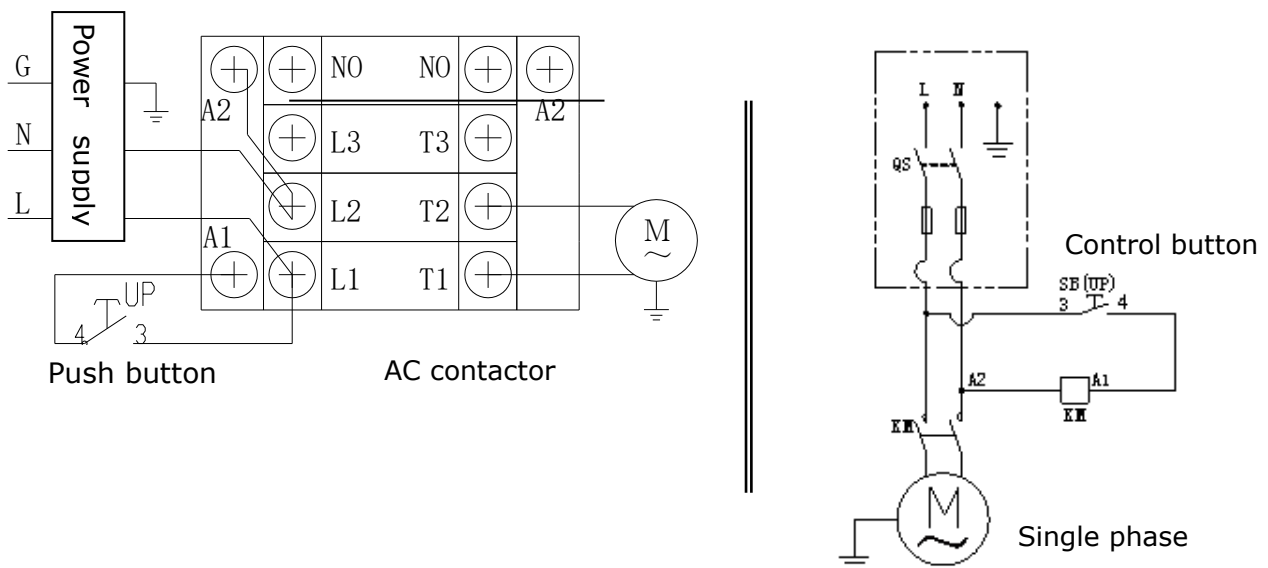 G
N
L
Power supply
A2
NO NO
A2
L3 T3
L2 T2
A1
L1 T1
M
~
UP
4 3
Push button
AC contactor
L N
QS
Control button
SB(UP)
3 4
A2
A1
KM
KM
M
~
Single phase